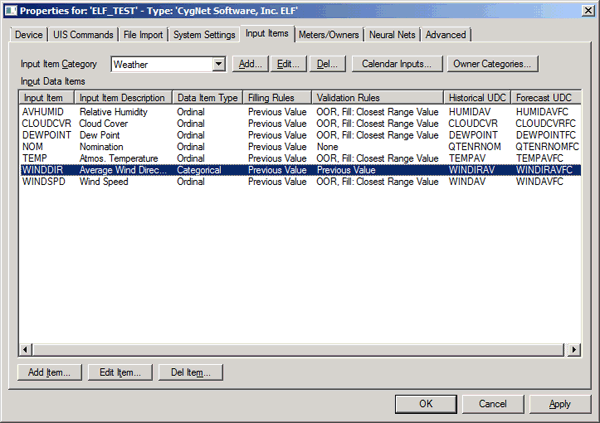 Properties for: 'ELF_TEST' - Type: 'CygNet Software, Inc. ELF'
Device UIS Commands File Import System Settings Input Items Meters/Owners Neural Nets Advanced
Input Item Category Weather Add... Edit... Del... Calendar Inputs... Owner Categories...
Input Data Items
Input Item Input Item Description Data Item Type Filling Rules Validation Rules Historical UDC Forecast UDC
AVHUMID Relative Humidity Ordinal Previous Value OOR, Fill: Closest Range Value HUMIDAV HUMIDAVFC
CLOUDCVR Cloud Cover Ordinal Previous Value OOR, Fill: Closest Range Value CLOUDCVR CLOUDCVRFC
DEWPOINT Dew Point Ordinal Previous Value OOR, Fill: Closest Range Value DEWPOINT DEWPOINTFC
NOM Nomination Ordinal Previous Value None QTENRNOM QTENRNOMFC
TEMP Atmos. Temperature Ordinal Previous Value OOR, Fill: Closest Range Value TEMPAV TEMPAVFC
WINDDIR Average Wind Direc... Categorical Previous Value Previous Value WINDIRAV WINDIRAVFC
WINDSPD Wind Speed Ordinal Previous Value OOR, Fill: Closest Range Value WINDAV WINDAVFC
Add Item... Edit Item... Del Item...
OK Cancel Apply